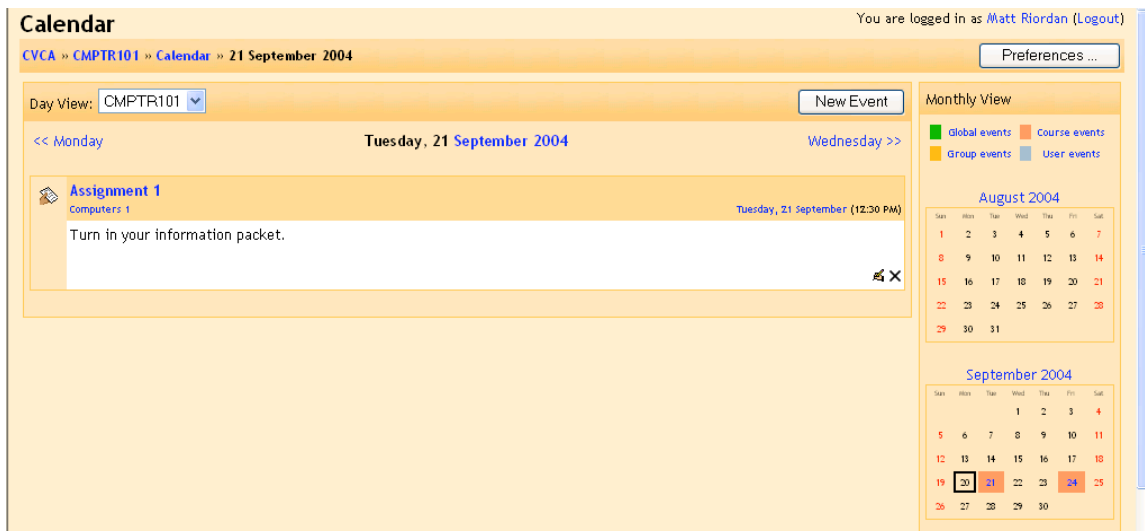 Calendar
You are logged in as Matt Riordan (Logout)
CVCA » CMPTR101 » Calendar » 21 September 2004
Preferences ...
Day View: CMPTR101
New Event
<< Monday
Tuesday, 21 September 2004
Wednesday >>
Assignment 1
Computers 1
Tuesday, 21 September (12:30 PM)
Turn in your information packet.
Monthly View
Global events Course events
Group events User events
August 2004
Sun Mon Tue Wed Thu Fri Sat
1 2 3 4 5 6 7
8 9 10 11 12 13 14
15 16 17 18 19 20 21
22 23 24 25 26 27 28
29 30 31
September 2004
Sun Mon Tue Wed Thu Fri Sat
1 2 3 4
5 6 7 8 9 10 11
12 13 14 15 16 17 18
19 20 21 22 23 24 25
26 27 28 29 30